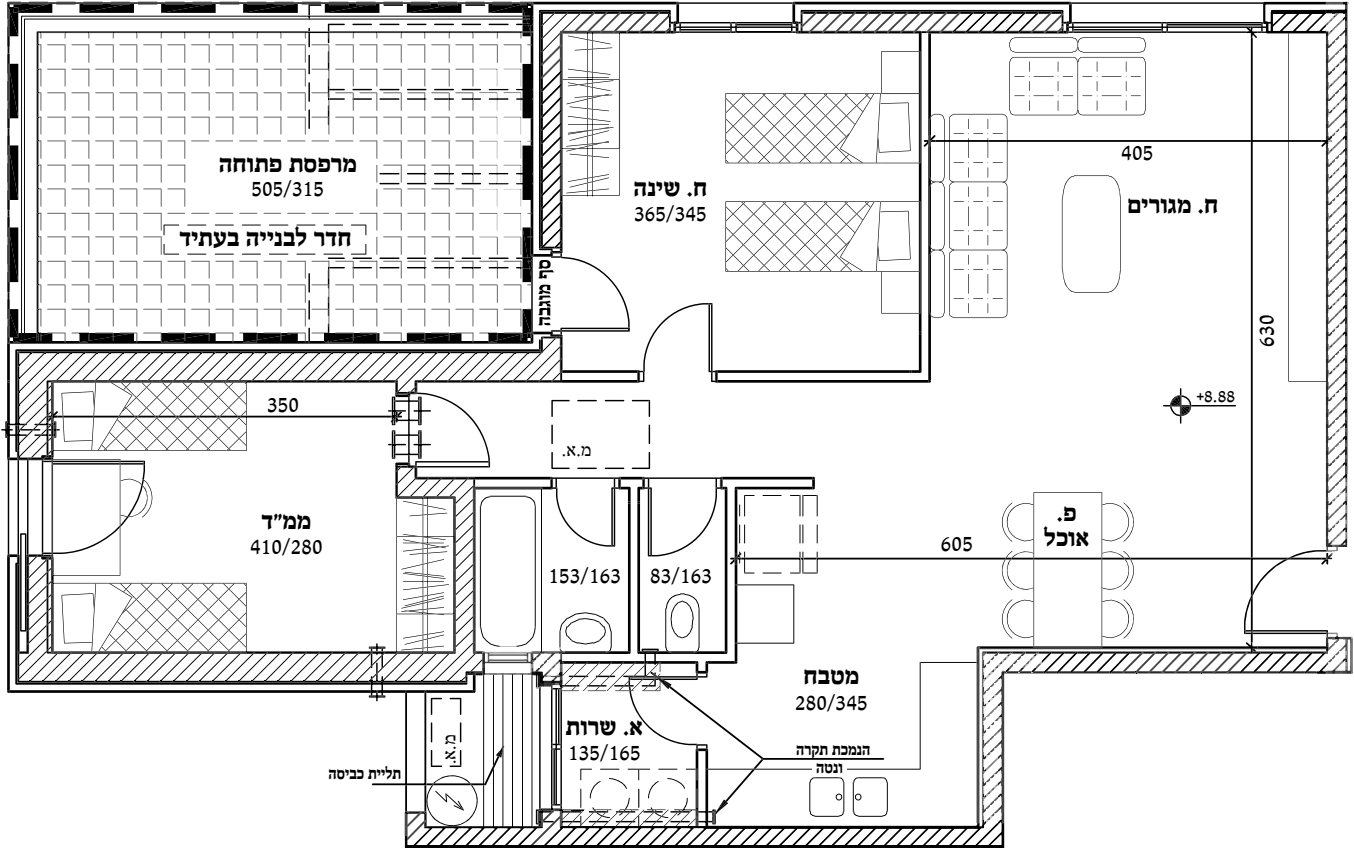 מרפסת פתוחה
505/315
חדר לבנייה בעתיד
סף מוגבה
ח. שינה
365/345
405
ח. מגורים
630
+8.88
350
מ.א.
ממ״ד
410/280
153/163
83/163
605
פ.
אוכל
מטבח
280/345
א. שרות
135/165
הנמכת תקרה
ונטה
מ.א.
תליית כביסה